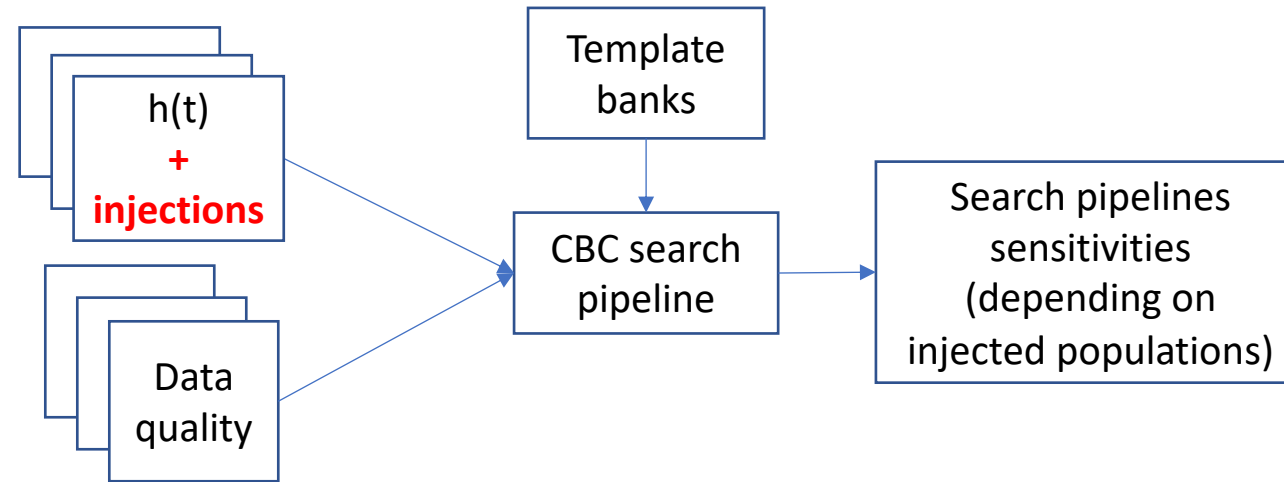 h(t)
+
injections
Data
quality
Template
banks
CBC search
pipeline
Search pipelines
sensitivities
(depending on
injected populations)